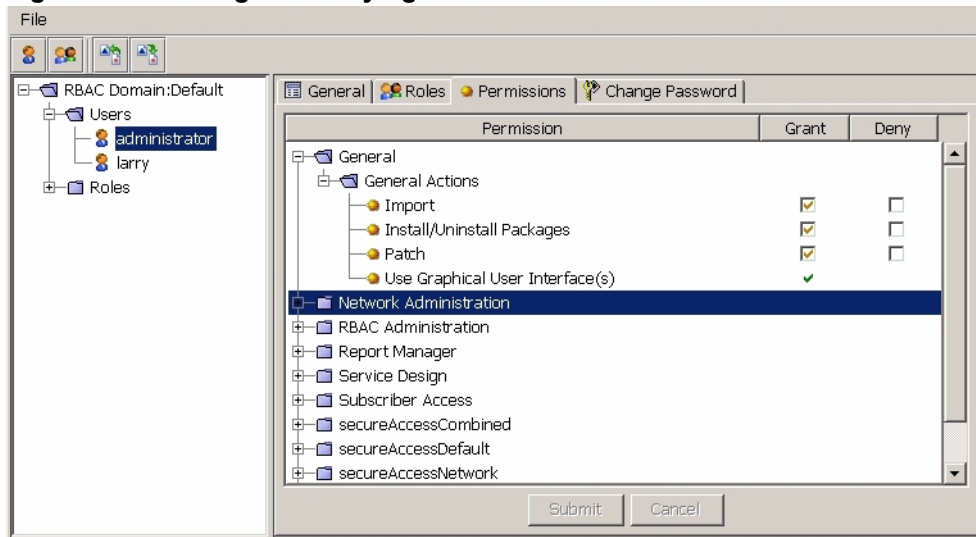 File
RBAC Domain:Default
Users
administrator
larry
Roles
General Roles Permissions Change Password
Permission Grant Deny
General
General Actions
Import
Install/Uninstall Packages
Patch
Use Graphical User Interface(s)
Network Administration
RBAC Administration
Report Manager
Service Design
Subscriber Access
secureAccessCombined
secureAccessDefault
secureAccessNetwork
Submit Cancel